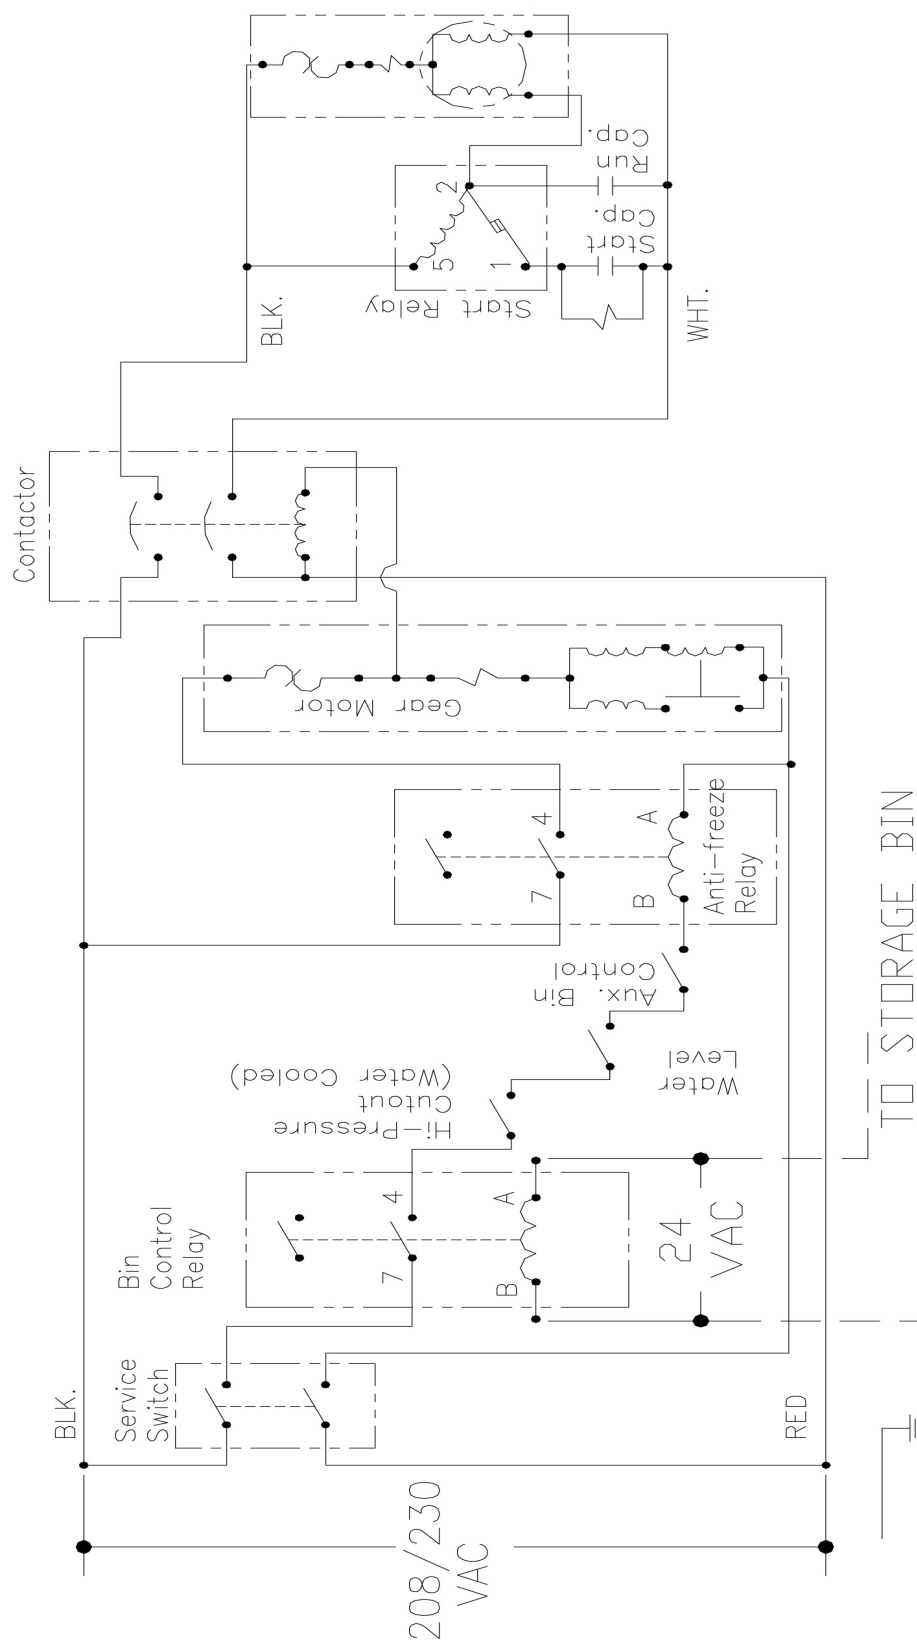 Run
Cap.
2
Start
Cap.
5
1
Start Relay
BLK.
WHT.
Contactor
Gear Motor
4
7
A
B
Anti-freeze
Relay
Aux. Bin
Control
Water
Level
Hi-Pressure
Cutout
(Water Cooled)
Bin
Control
Relay
4
7
A
B
24
VAC
TO STORAGE BIN
Service
Switch
BLK.
RED
208/230
VAC